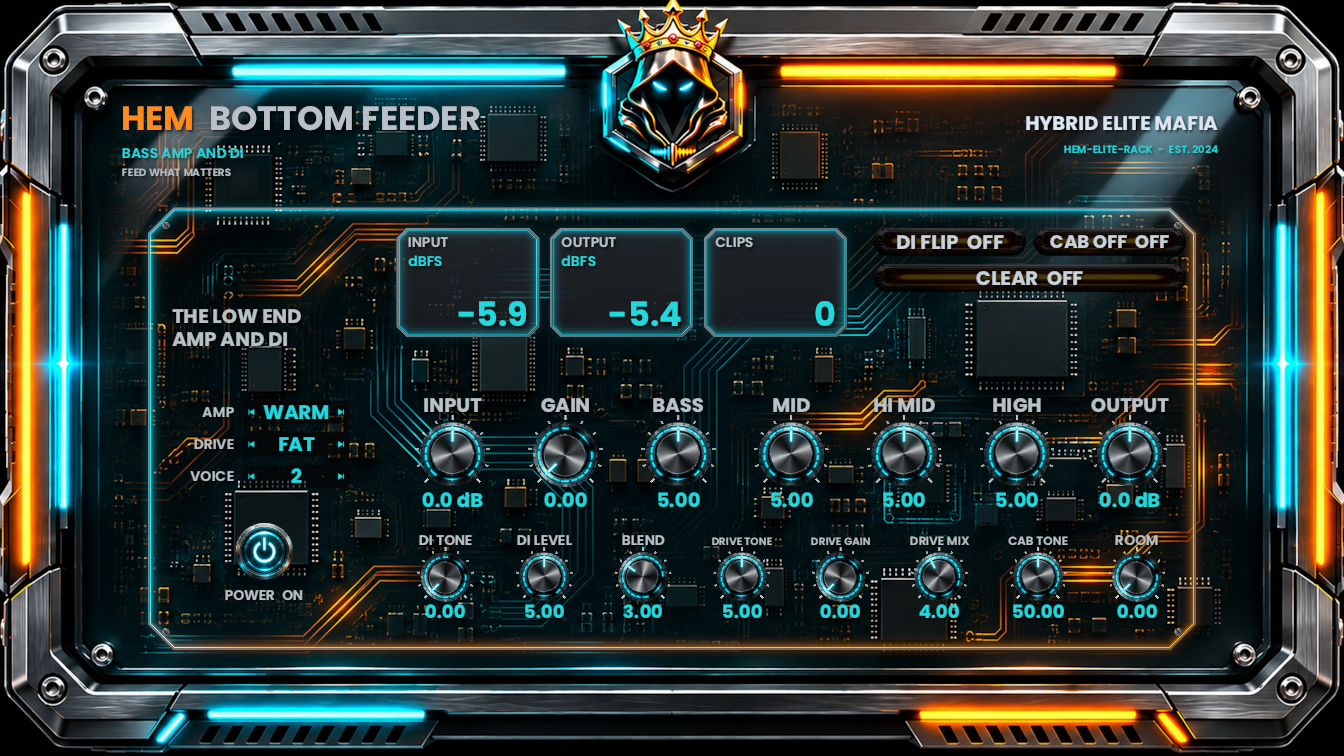 HEM BOTTOM FEEDER
BASS AMP AND DI
FEED WHAT MATTERS
HYBRID ELITE MAFIA
HEM-ELITE-RACK - EST. 2024
INPUT
dBFS
-5.9
OUTPUT
dBFS
-5.4
CLIPS
0
DI FLIP OFF
CAB OFF OFF
CLEAR OFF
THE LOW END
AMP AND DI
AMP WARM
DRIVE FAT
VOICE 2
POWER ON
INPUT GAIN BASS MID HI MID HIGH OUTPUT
0.0 dB 0.00 5.00 5.00 5.00 5.00 0.0 dB
DI TONE DI LEVEL BLEND DRIVE TONE DRIVE GAIN DRIVE MIX CAB TONE ROOM
0.00 5.00 3.00 5.00 0.00 4.00 50.00 0.00